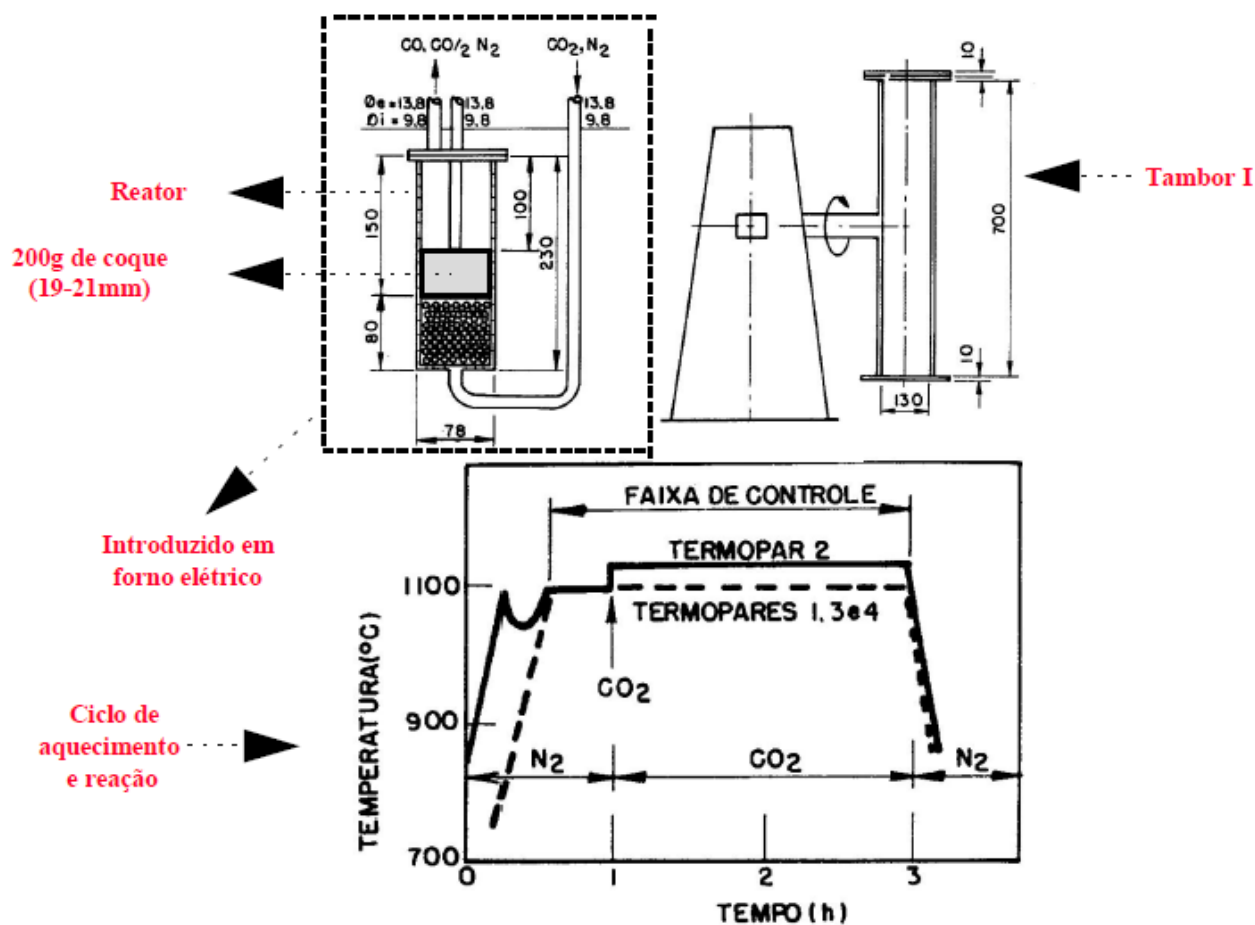 CO, CO/2 N2
CO2, N2
Øe=13,8
Øi = 9,8
13,8
9,8
13,8
9,8
150
80
100
230
78
10
700
10
130
Reator
200g de coque
(19-21mm)
Introduzido em
forno elétrico
Tambor I
Ciclo de
aquecimento
e reação
FAIXA DE CONTROLE
TERMOPAR 2
TERMOPARES 1, 3 e 4
CO2
N2
CO2
N2
TEMPERATURA(°C)
1100
900
700
0
1
2
3
TEMPO (h)